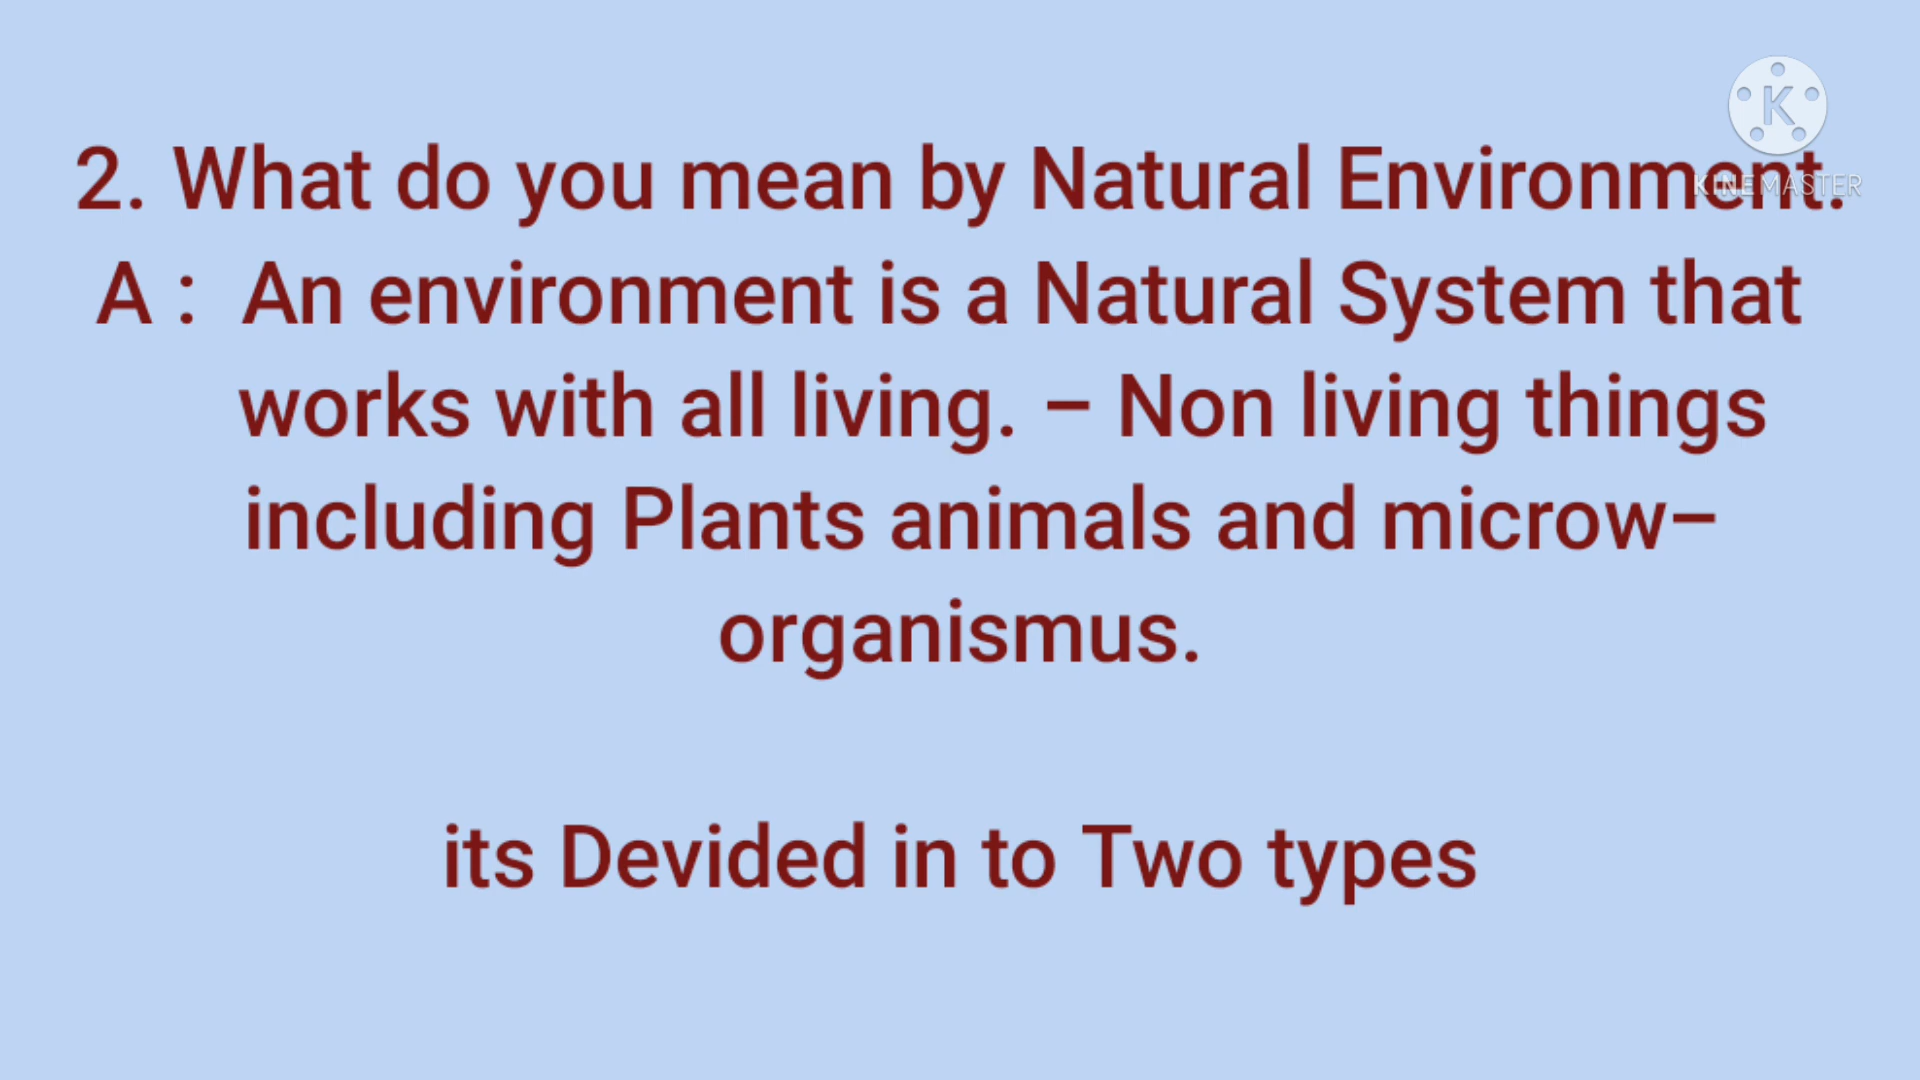 K
KINEMASTER
2. What do you mean by Natural Environment.
A :  An environment is a Natural System that
works with all living. – Non living things
including Plants animals and microw–
organismus.
its Devided in to Two types